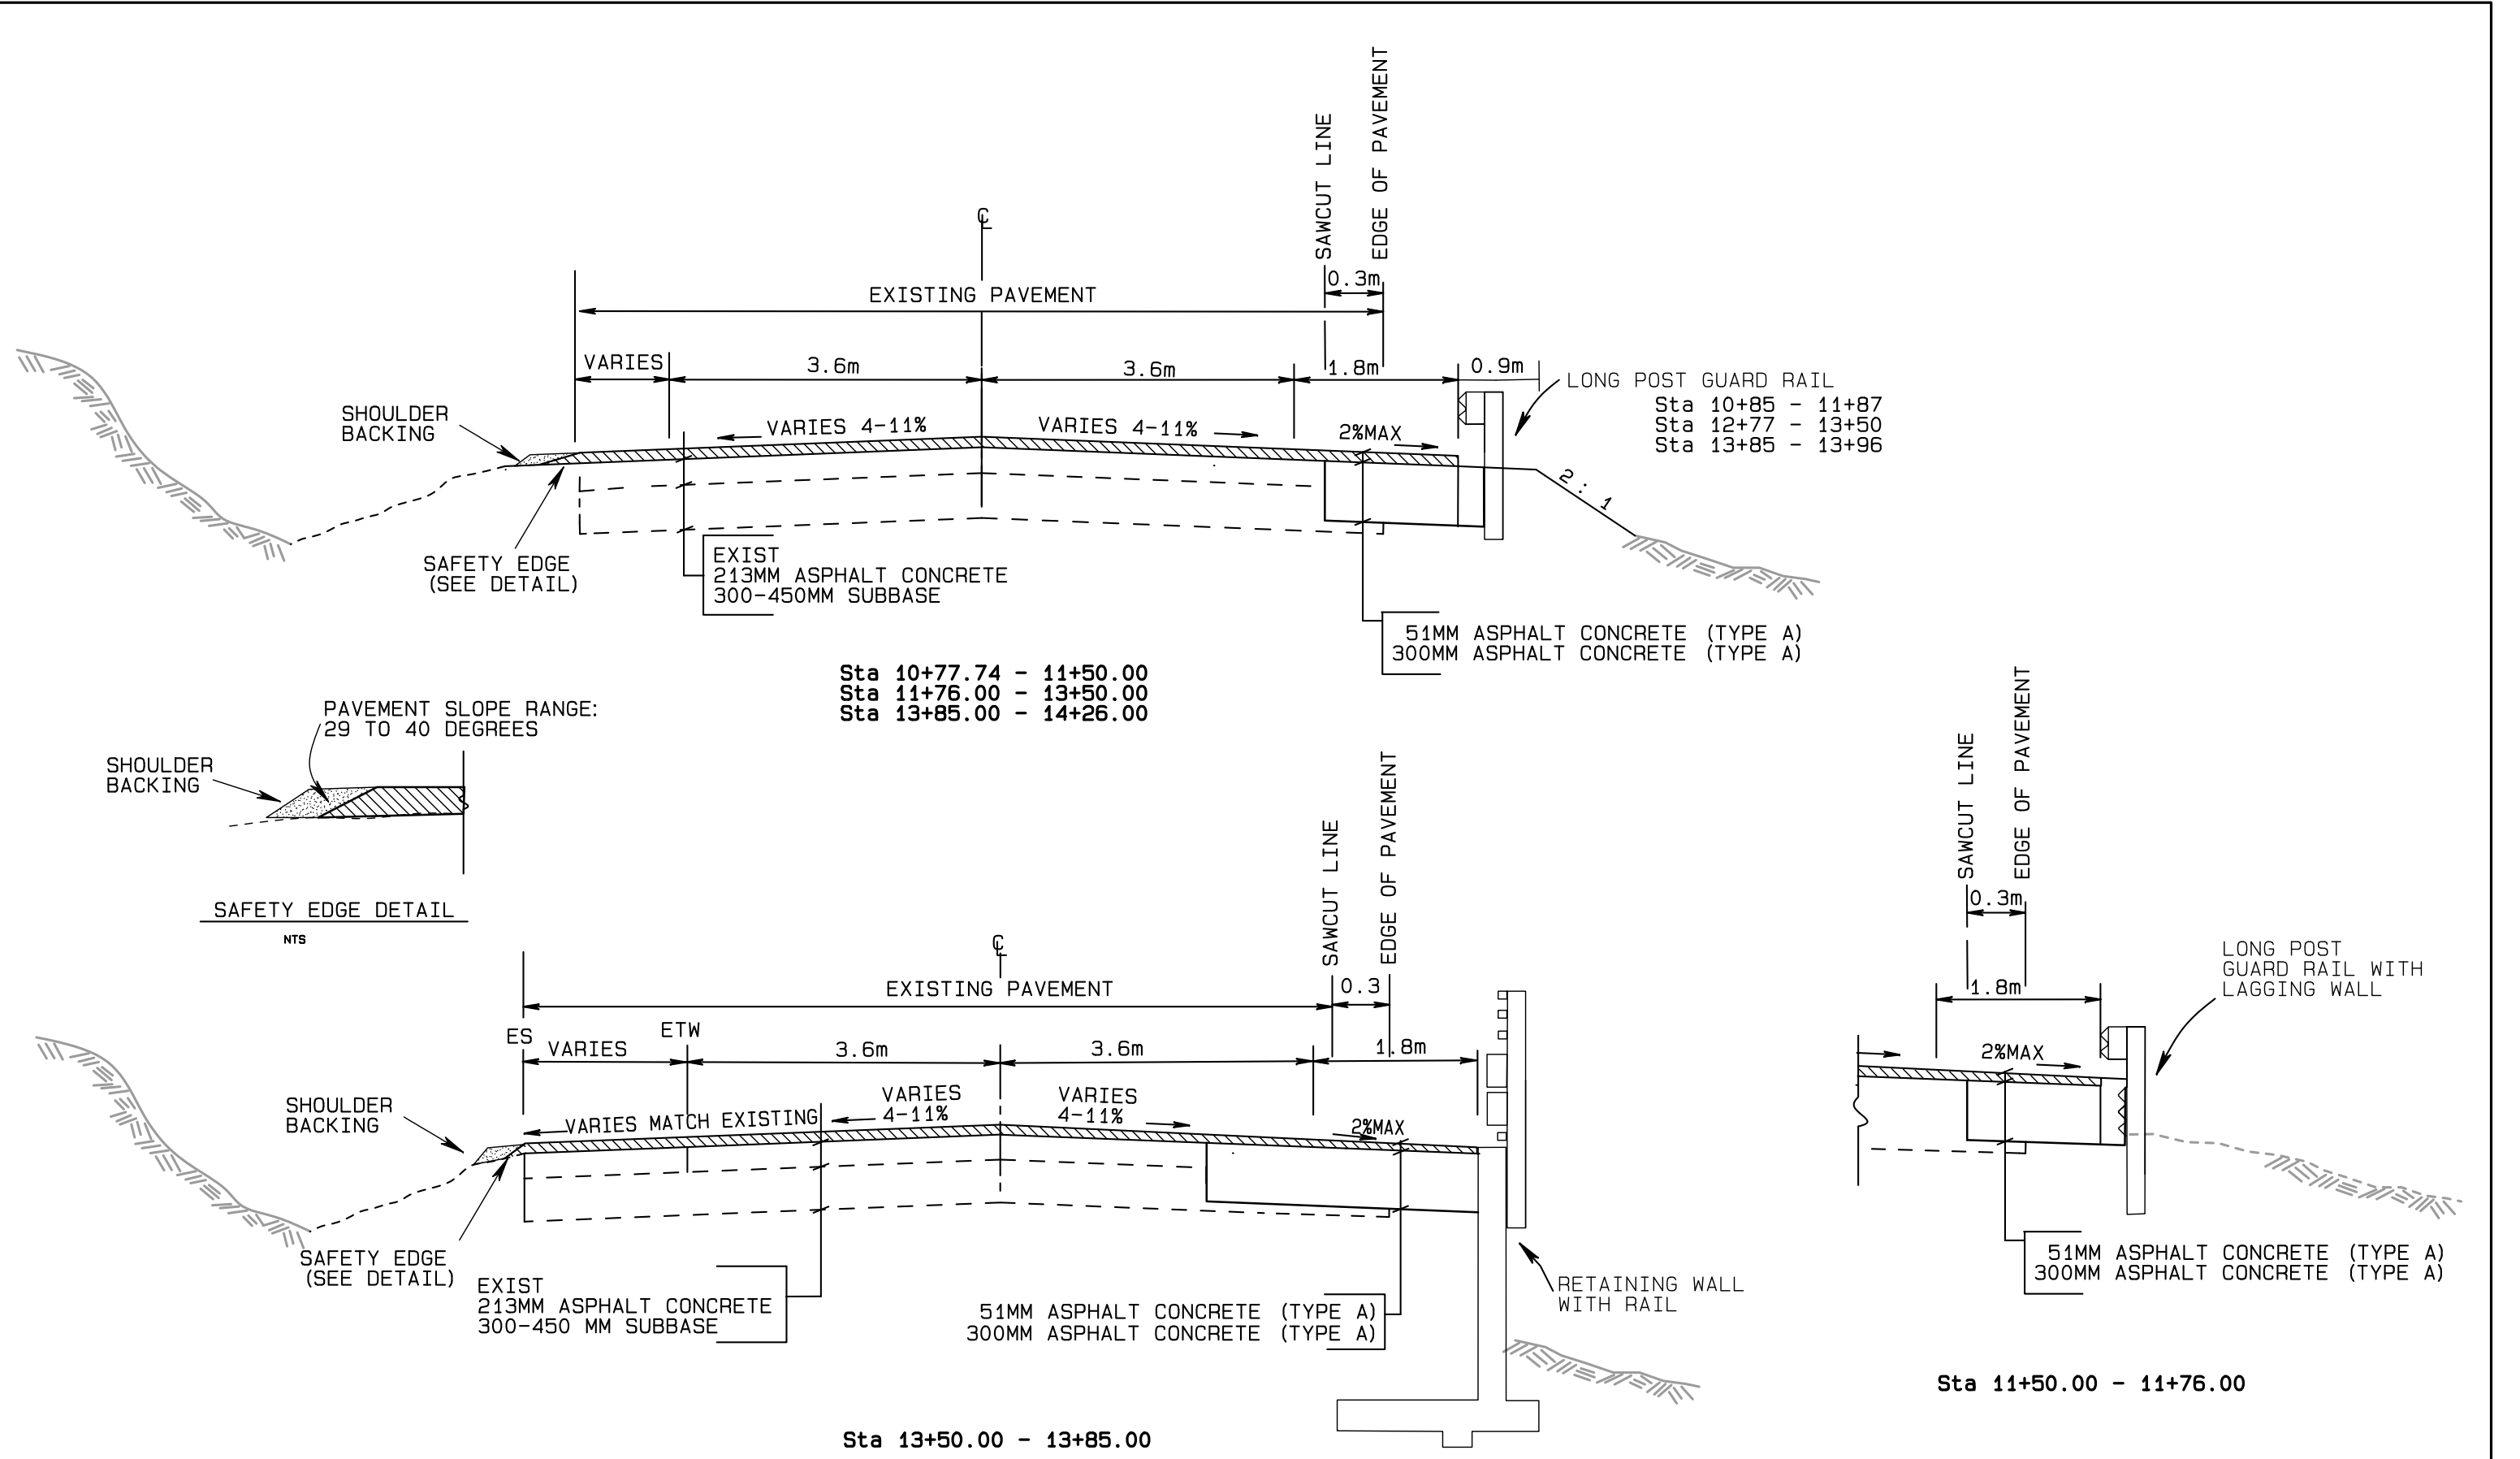 SAWCUT LINE
EDGE OF PAVEMENT
℄
0.3m
EXISTING PAVEMENT
VARIES
3.6m
3.6m
1.8m
0.9m
LONG POST GUARD RAIL
Sta 10+85 - 11+87
Sta 12+77 - 13+50
Sta 13+85 - 13+96
SHOULDER
BACKING
VARIES 4-11%
VARIES 4-11%
2%MAX
2:1
SAFETY EDGE
(SEE DETAIL)
EXIST
213MM ASPHALT CONCRETE
300-450MM SUBBASE
51MM ASPHALT CONCRETE (TYPE A)
300MM ASPHALT CONCRETE (TYPE A)
Sta 10+77.74 - 11+50.00
Sta 11+76.00 - 13+50.00
Sta 13+85.00 - 14+26.00
PAVEMENT SLOPE RANGE:
29 TO 40 DEGREES
SHOULDER
BACKING
SAFETY EDGE DETAIL
NTS
SAWCUT LINE
EDGE OF PAVEMENT
℄
EXISTING PAVEMENT
0.3
ES
ETW
VARIES
3.6m
3.6m
1.8m
SHOULDER
BACKING
VARIES MATCH EXISTING
VARIES
4-11%
VARIES
4-11%
2%MAX
SAFETY EDGE
(SEE DETAIL)
EXIST
213MM ASPHALT CONCRETE
300-450 MM SUBBASE
51MM ASPHALT CONCRETE (TYPE A)
300MM ASPHALT CONCRETE (TYPE A)
RETAINING WALL
WITH RAIL
Sta 13+50.00 - 13+85.00
SAWCUT LINE
EDGE OF PAVEMENT
0.3m
1.8m
LONG POST
GUARD RAIL WITH
LAGGING WALL
2%MAX
51MM ASPHALT CONCRETE (TYPE A)
300MM ASPHALT CONCRETE (TYPE A)
Sta 11+50.00 - 11+76.00